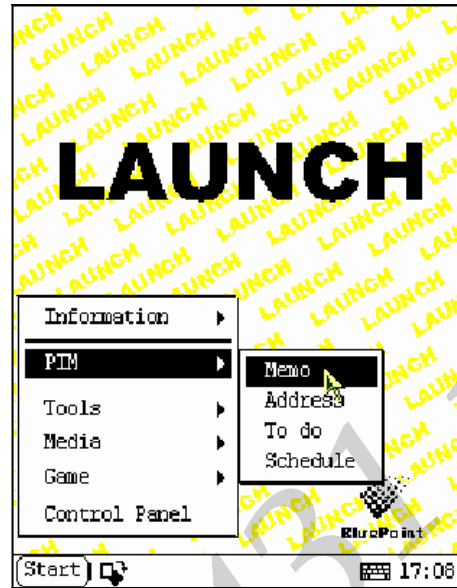 LAUNCH
Information
PIM
Tools
Media
Game
Control Panel
Memo
Address
To do
Schedule
BluePoint
Start
17:08